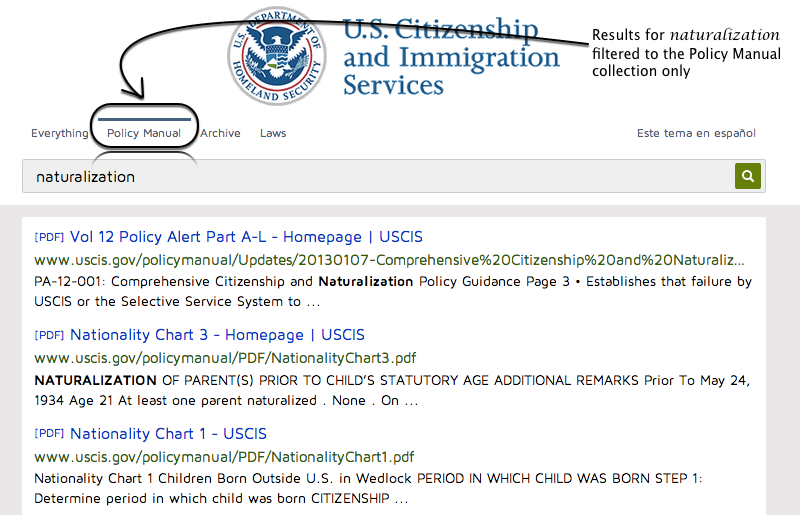 U.S. DEPARTMENT OF
HOMELAND SECURITY
U.S. Citizenship
and Immigration
Services
Results for naturalization
filtered to the Policy Manual
collection only
Everything Policy Manual Archive Laws Este tema en español
naturalization
[PDF] Vol 12 Policy Alert Part A-L - Homepage | USCIS
www.uscis.gov/policymanual/Updates/20130107-Comprehensive%20Citizenship%20and%20Naturaliz...
PA-12-001: Comprehensive Citizenship and Naturalization Policy Guidance Page 3 • Establishes that failure by
USCIS or the Selective Service System to ...
[PDF] Nationality Chart 3 - Homepage | USCIS
www.uscis.gov/policymanual/PDF/NationalityChart3.pdf
NATURALIZATION OF PARENT(S) PRIOR TO CHILD'S STATUTORY AGE ADDITIONAL REMARKS Prior To May 24,
1934 Age 21 At least one parent naturalized . None . On ...
[PDF] Nationality Chart 1 - USCIS
www.uscis.gov/policymanual/PDF/NationalityChart1.pdf
Nationality Chart 1 Children Born Outside U.S. in Wedlock PERIOD IN WHICH CHILD WAS BORN STEP 1:
Determine period in which child was born CITIZENSHIP ...